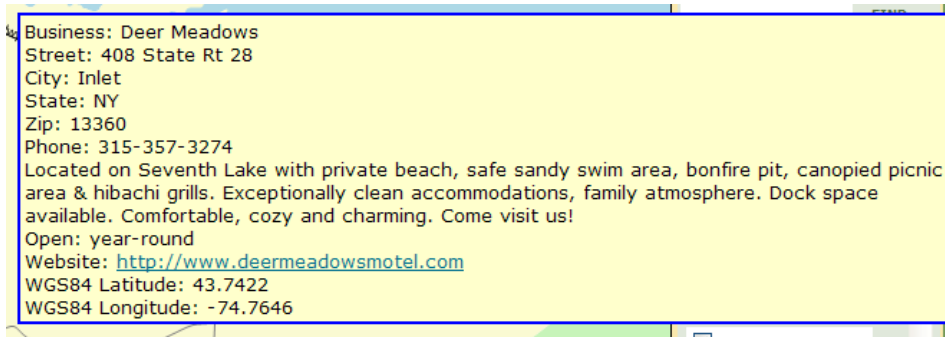 Business: Deer Meadows
Street: 408 State Rt 28
City: Inlet
State: NY
Zip: 13360
Phone: 315-357-3274
Located on Seventh Lake with private beach, safe sandy swim area, bonfire pit, canopied picnic
area & hibachi grills. Exceptionally clean accommodations, family atmosphere. Dock space
available. Comfortable, cozy and charming. Come visit us!
Open: year-round
Website: http://www.deermeadowsmotel.com
WGS84 Latitude: 43.7422
WGS84 Longitude: -74.7646